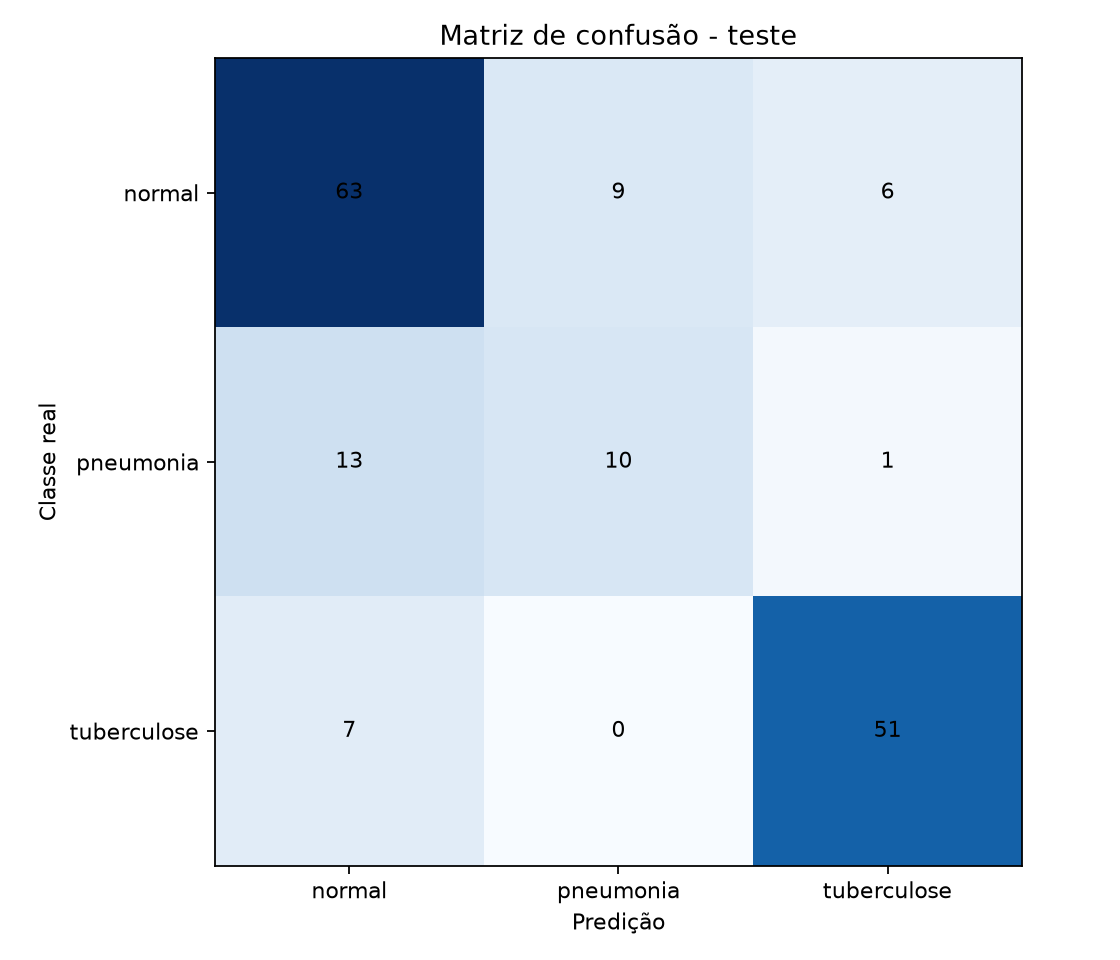 Matriz de confusão - teste
Classe real
normal
63 9 6
pneumonia
13 10 1
tuberculose
7 0 51
normal pneumonia tuberculose
Predição